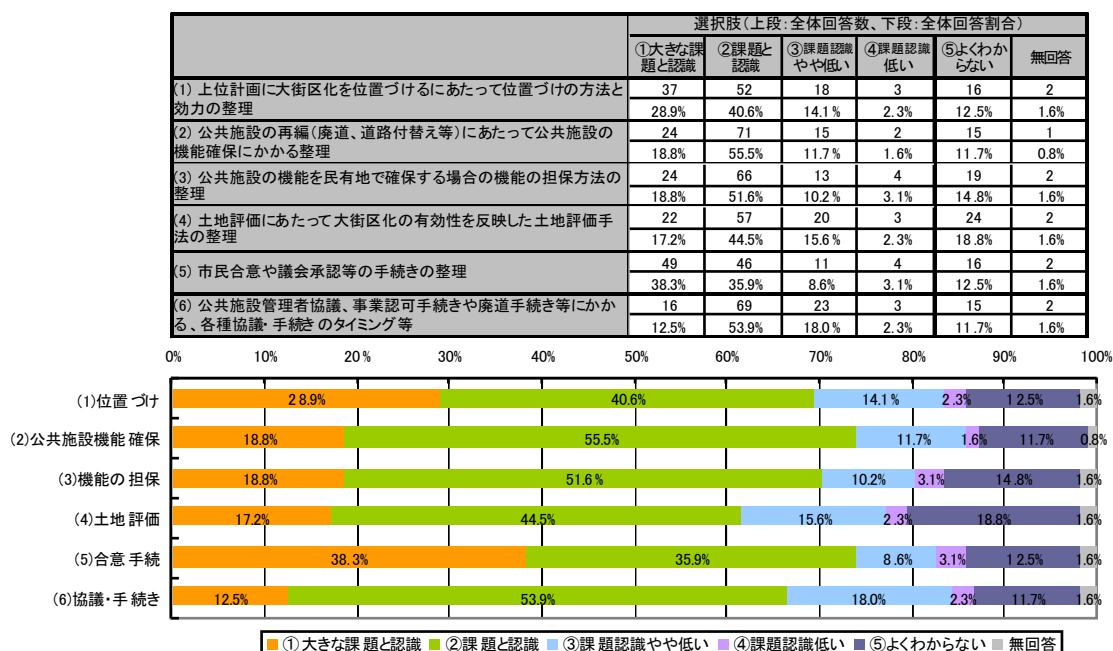 選択肢(上段:全体回答数、下段:全体回答割合)
①大きな課題と認識 ②課題と認識 ③課題認識やや低い ④課題認識低い ⑤よくわからない 無回答
(1) 上位計画に大街区化を位置づけるにあたって位置づけの方法と
効力の整理
37 52 18 3 16 2
28.9% 40.6% 14.1% 2.3% 12.5% 1.6%
(2) 公共施設の再編(廃道、道路付替え等)にあたって公共施設の
機能確保にかかる整理
24 71 15 2 15 1
18.8% 55.5% 11.7% 1.6% 11.7% 0.8%
(3) 公共施設の機能を民有地で確保する場合の機能の担保方法の
整理
24 66 13 4 19 2
18.8% 51.6% 10.2% 3.1% 14.8% 1.6%
(4) 土地評価にあたって大街区化の有効性を反映した土地評価手
法の整理
22 57 20 3 24 2
17.2% 44.5% 15.6% 2.3% 18.8% 1.6%
(5) 市民合意や議会承認等の手続きの整理
49 46 11 4 16 2
38.3% 35.9% 8.6% 3.1% 12.5% 1.6%
(6) 公共施設管理者協議、事業認可手続きや廃道手続き等にかか
る、各種協議・手続きのタイミング等
16 69 23 3 15 2
12.5% 53.9% 18.0% 2.3% 11.7% 1.6%
0% 10% 20% 30% 40% 50% 60% 70% 80% 90% 100%
(1)位置づけ 28.9% 40.6% 14.1% 2.3% 12.5% 1.6%
(2)公共施設機能確保 18.8% 55.5% 11.7% 1.6% 11.7% 0.8%
(3)機能の担保 18.8% 51.6% 10.2% 3.1% 14.8% 1.6%
(4)土地評価 17.2% 44.5% 15.6% 2.3% 18.8% 1.6%
(5)合意手続 38.3% 35.9% 8.6% 3.1% 12.5% 1.6%
(6)協議・手続き 12.5% 53.9% 18.0% 2.3% 11.7% 1.6%
①大きな課題と認識 ②課題と認識 ③課題認識やや低い ④課題認識低い ⑤よくわからない 無回答